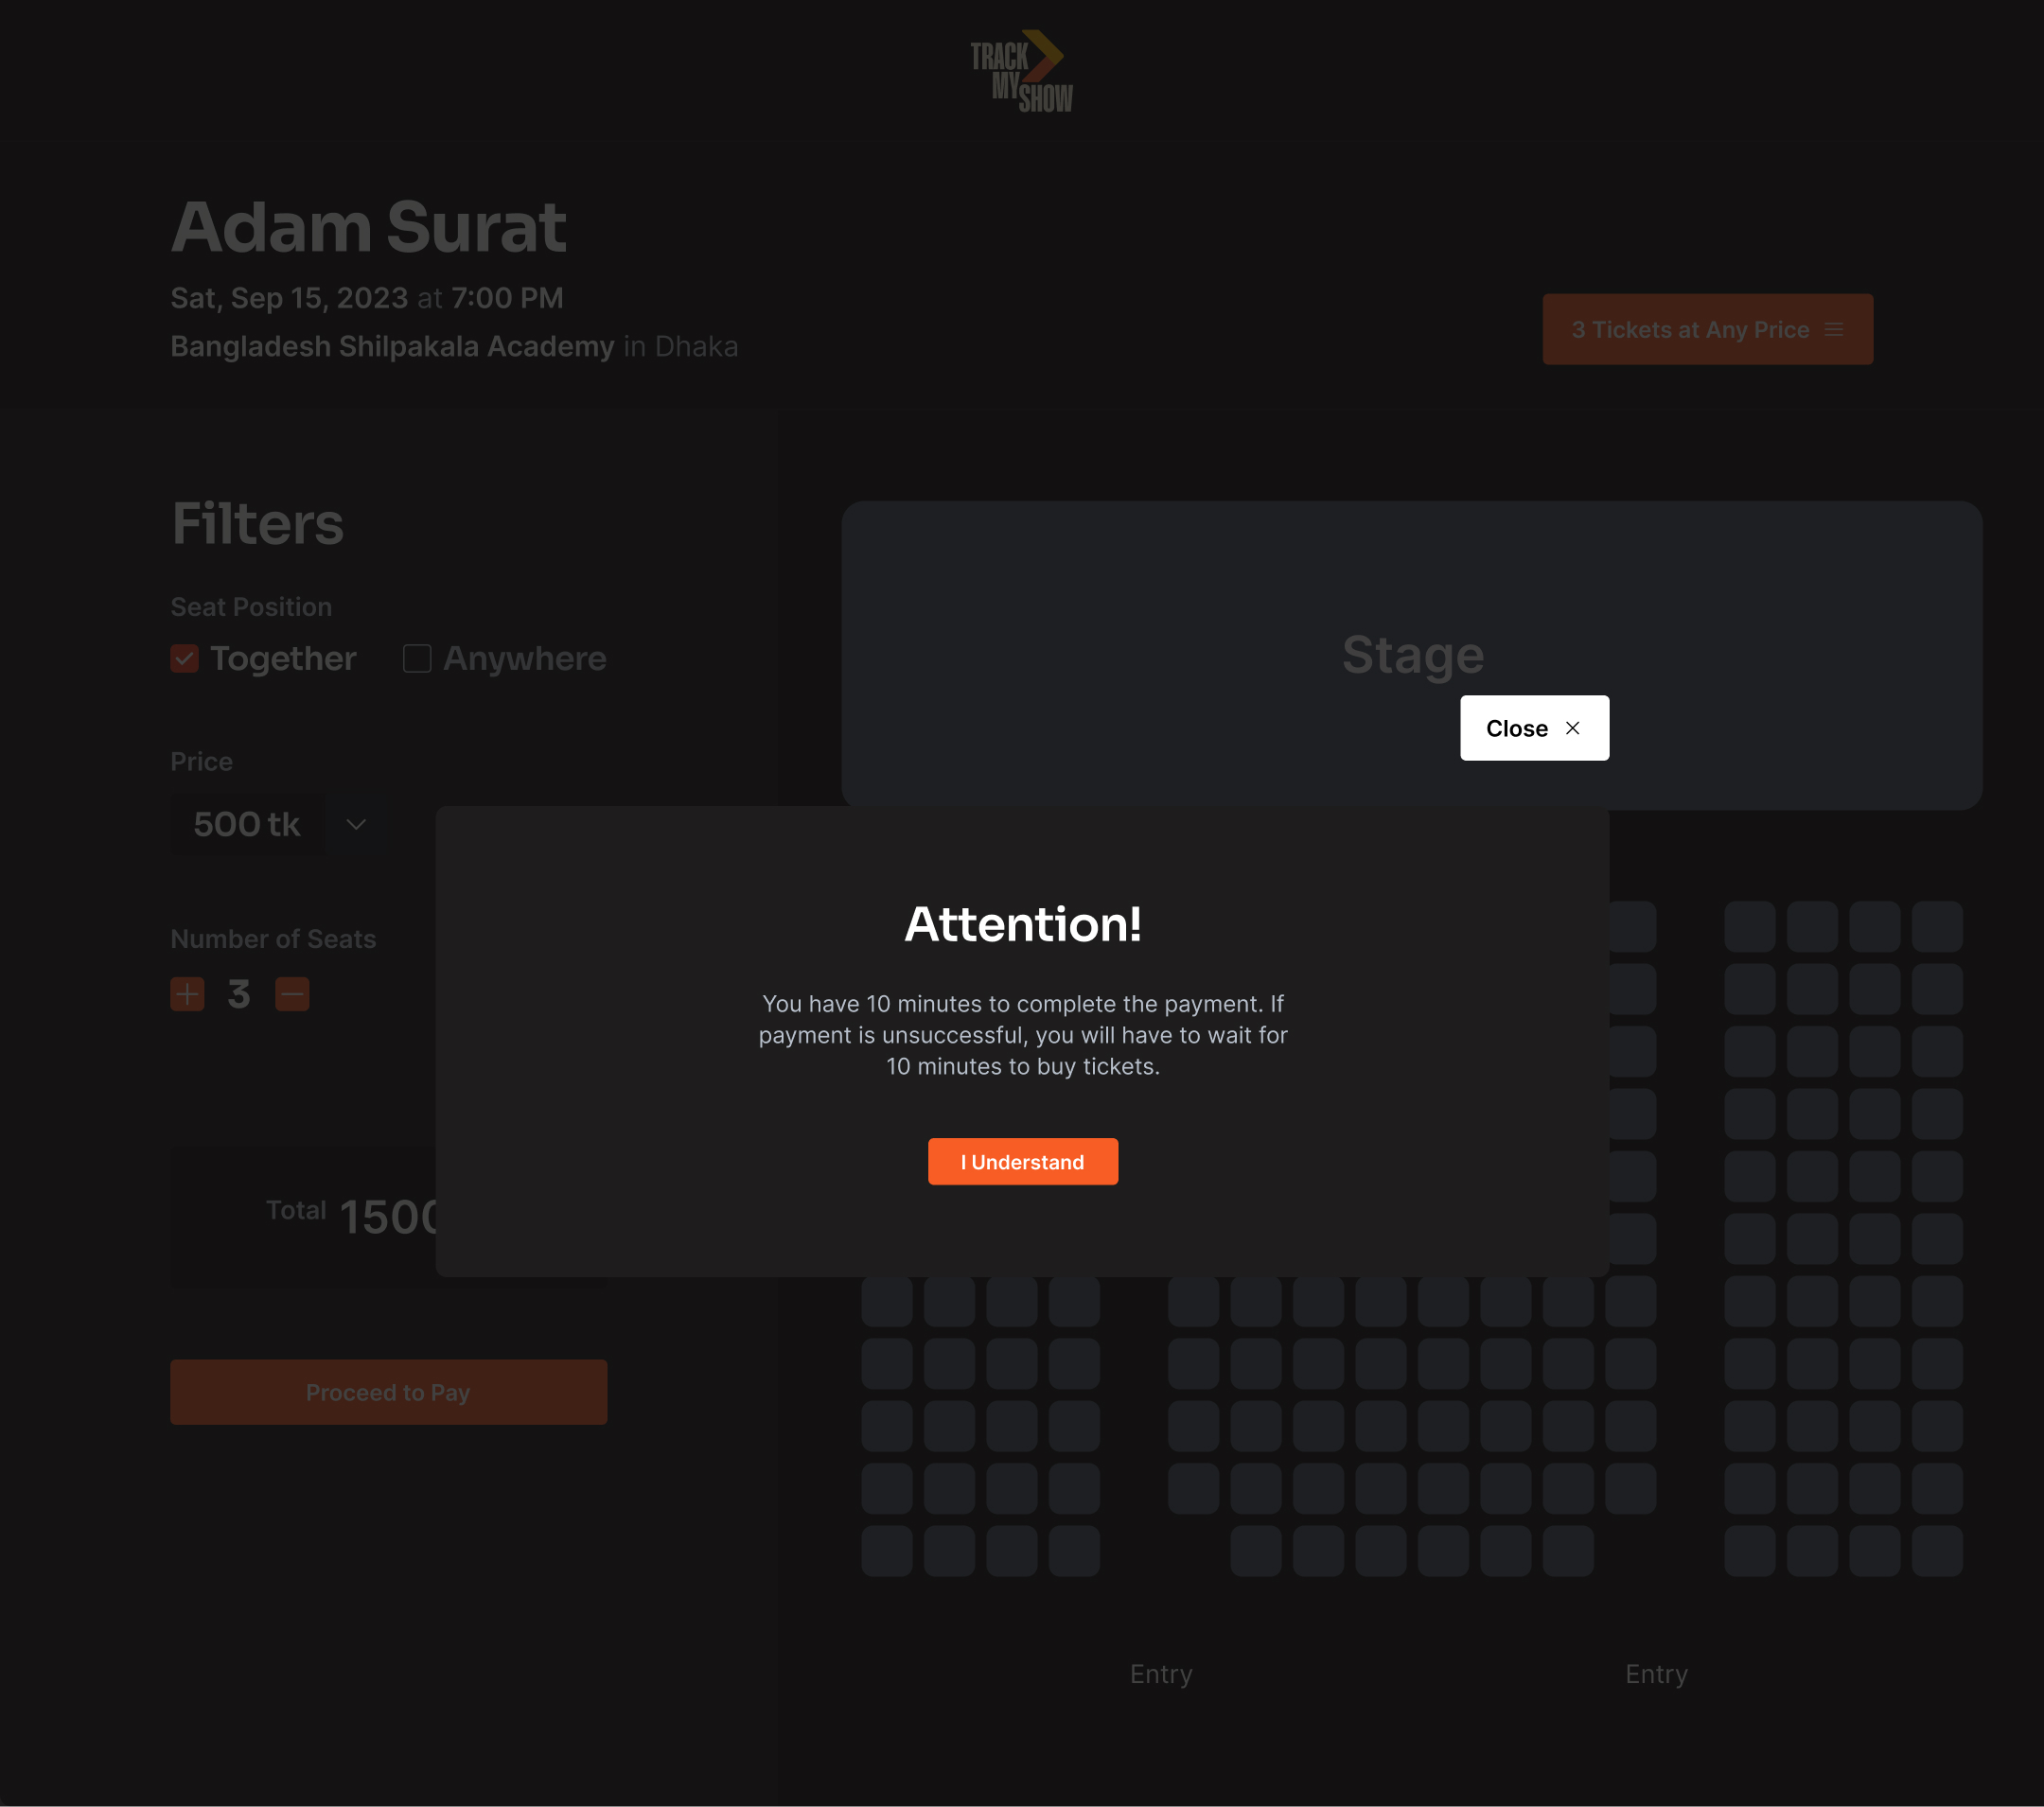 TRACK
MY
SHOW
Adam Surat
Sat, Sep 15, 2023 at 7:00 PM
Bangladesh Shilpakala Academy in Dhaka
3 Tickets at Any Price
Filters
Seat Position
Together Anywhere
Price
500 tk
Number of Seats
3
Total 1500
Proceed to Pay
Stage
Close
Attention!
You have 10 minutes to complete the payment. If
payment is unsuccessful, you will have to wait for
10 minutes to buy tickets.
I Understand
Entry Entry